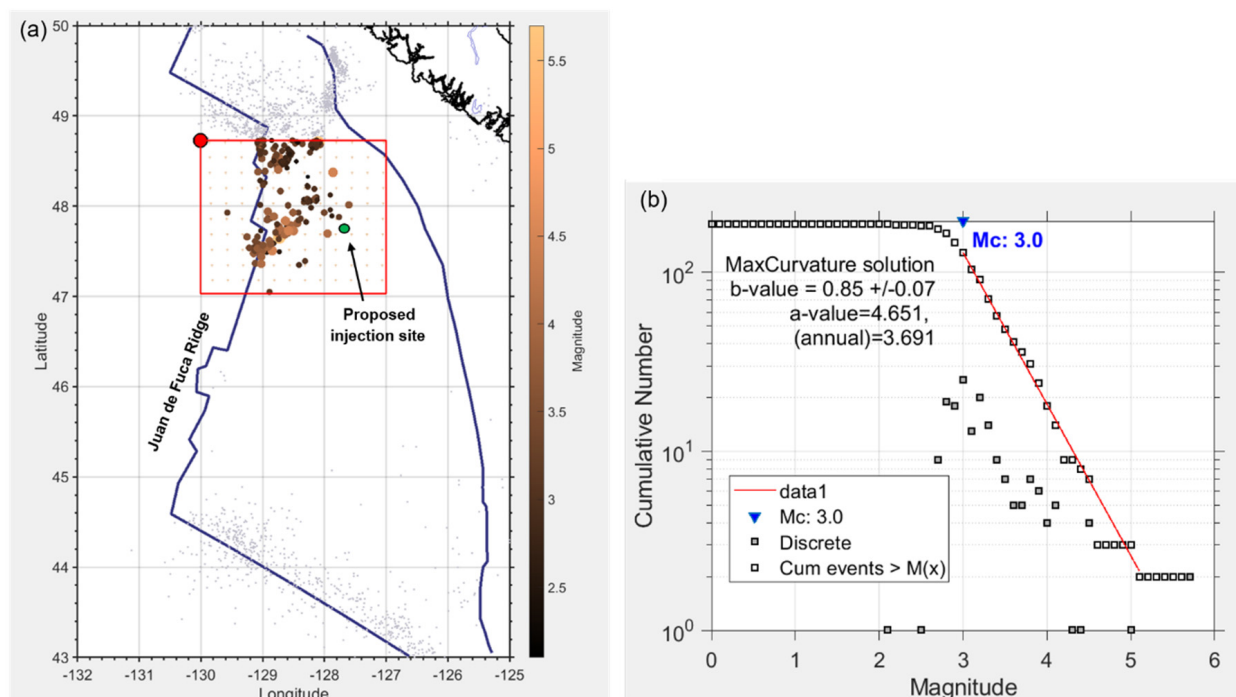 (a)
50
49
48
47
46
45
44
43
Latitude
-132
-131
-130
-129
-128
-127
-126
-125
Longitude
Juan de Fuca Ridge
Proposed
injection site
5.5
5
4.5
4
3.5
3
2.5
Magnitude
(b)
Mc: 3.0
MaxCurvature solution
b-value = 0.85 +/-0.07
a-value=4.651,
(annual)=3.691
10²
10¹
10⁰
Cumulative Number
data1
Mc: 3.0
Discrete
Cum events > M(x)
0
1
2
3
4
5
6
Magnitude